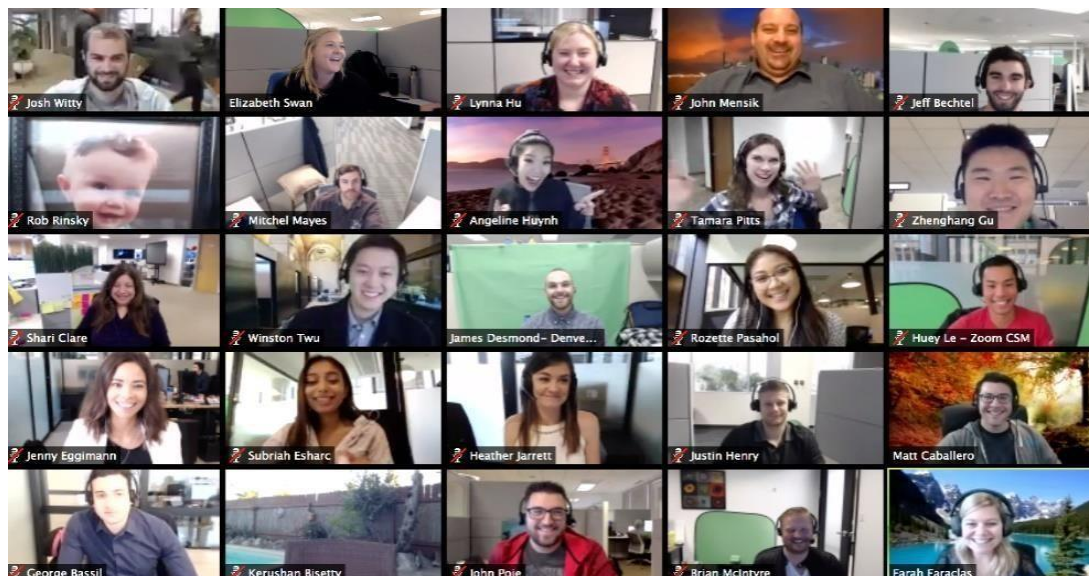 Josh Witty
Elizabeth Swan
Lynna Hu
John Mensik
Jeff Bechtel
Rob Rinsky
Mitchel Mayes
Angeline Huynh
Tamara Pitts
Zhenghang Gu
Shari Clare
Winston Twu
James Desmond- Denve...
Rozette Pasahol
Huey Le - Zoom CSM
Jenny Eggimann
Subriah Esharc
Heather Jarrett
Justin Henry
Matt Caballero
George Bassil
Kerushan Bisetty
John Poje
Brian McIntyre
Farah Faraclas